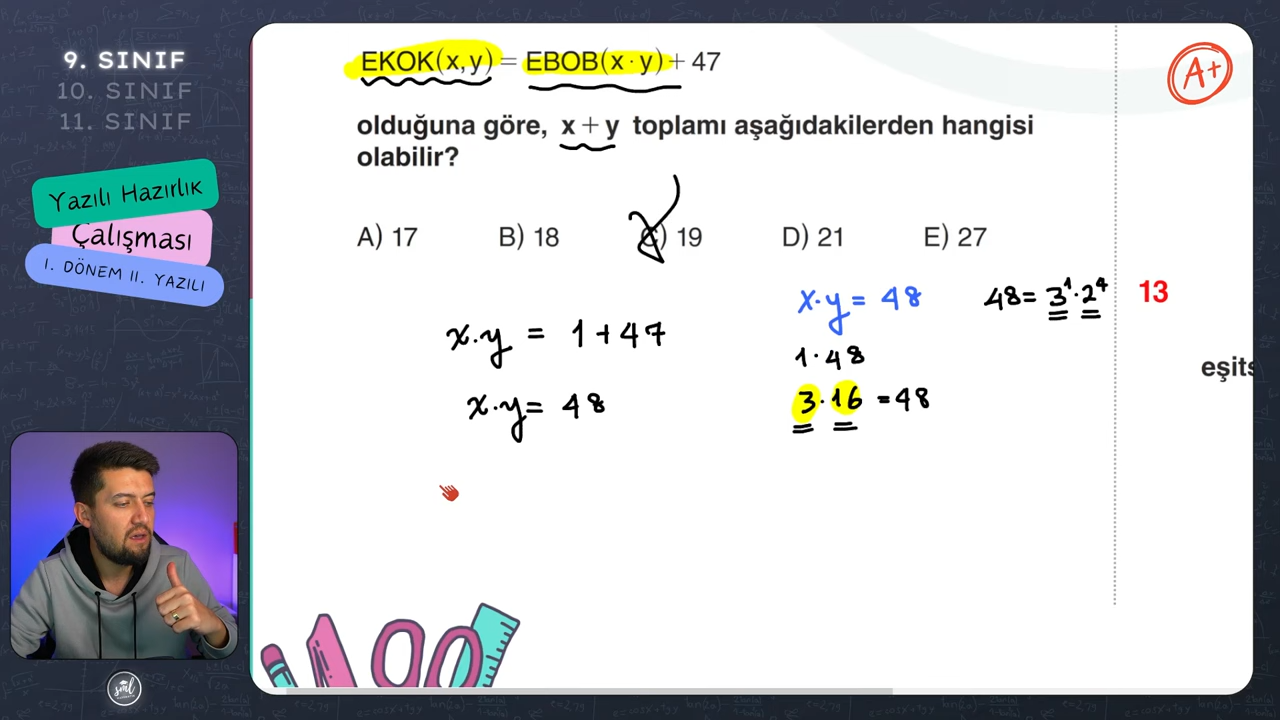 9. SINIF
10. SINIF
11. SINIF
Yazılı Hazırlık
Çalışması
I. DÖNEM II. YAZILI
EKOK(x,y) = EBOB(x · y) + 47
olduğuna göre, x + y toplamı aşağıdakilerden hangisi
olabilir?
A) 17 B) 18 C) 19 D) 21 E) 27
x.y = 1+47
x.y = 48
x.y = 48
1.48
3.16 = 48
48 = 3¹.2⁴
13
eşits
A+
100
sml